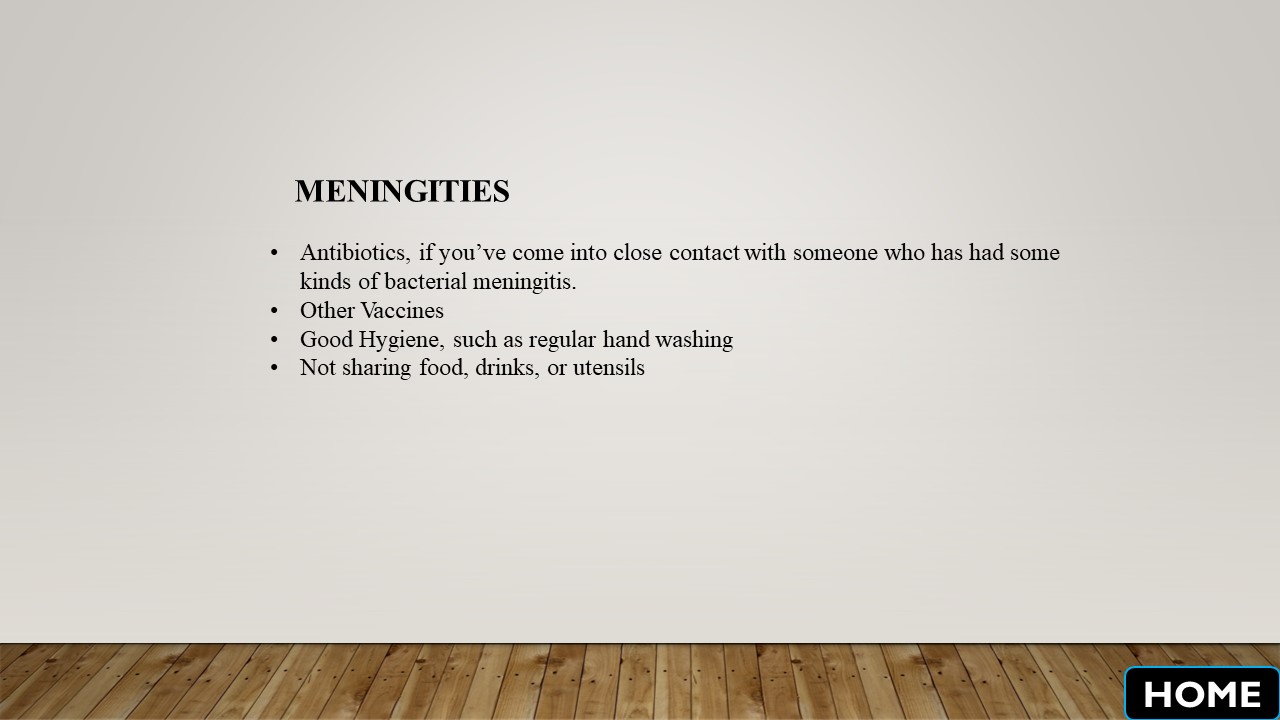 MENINGITIES
• Antibiotics, if you’ve come into close contact with someone who has had some
kinds of bacterial meningitis.
• Other Vaccines
• Good Hygiene, such as regular hand washing
• Not sharing food, drinks, or utensils
HOME